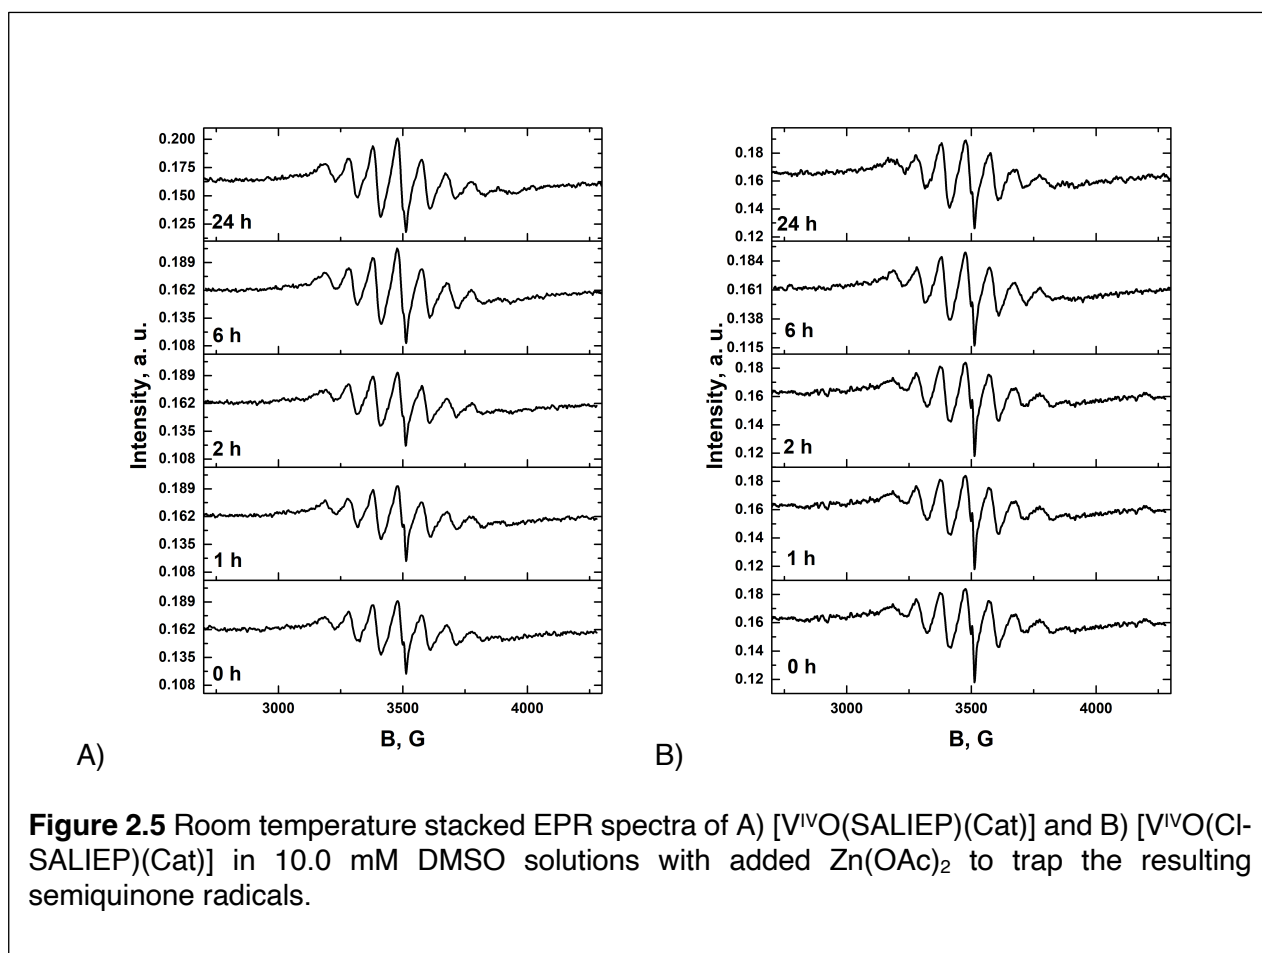 Intensity, a. u.
0.200
0.175
0.150
0.125
24 h
0.189
0.162
0.135
0.108
6 h
0.189
0.162
0.135
0.108
2 h
0.189
0.162
0.135
0.108
1 h
0.189
0.162
0.135
0.108
0 h
3000 3500 4000
B, G
A)
Intensity, a. u.
0.18
0.16
0.14
0.12
24 h
0.184
0.161
0.138
0.115
6 h
0.18
0.16
0.14
0.12
2 h
0.18
0.16
0.14
0.12
1 h
0.18
0.16
0.14
0.12
0 h
3000 3500 4000
B, G
B)
Figure 2.5 Room temperature stacked EPR spectra of A) [VᴵⱽO(SALIEP)(Cat)] and B) [VᴵⱽO(Cl-
SALIEP)(Cat)] in 10.0 mM DMSO solutions with added Zn(OAc)₂ to trap the resulting
semiquinone radicals.